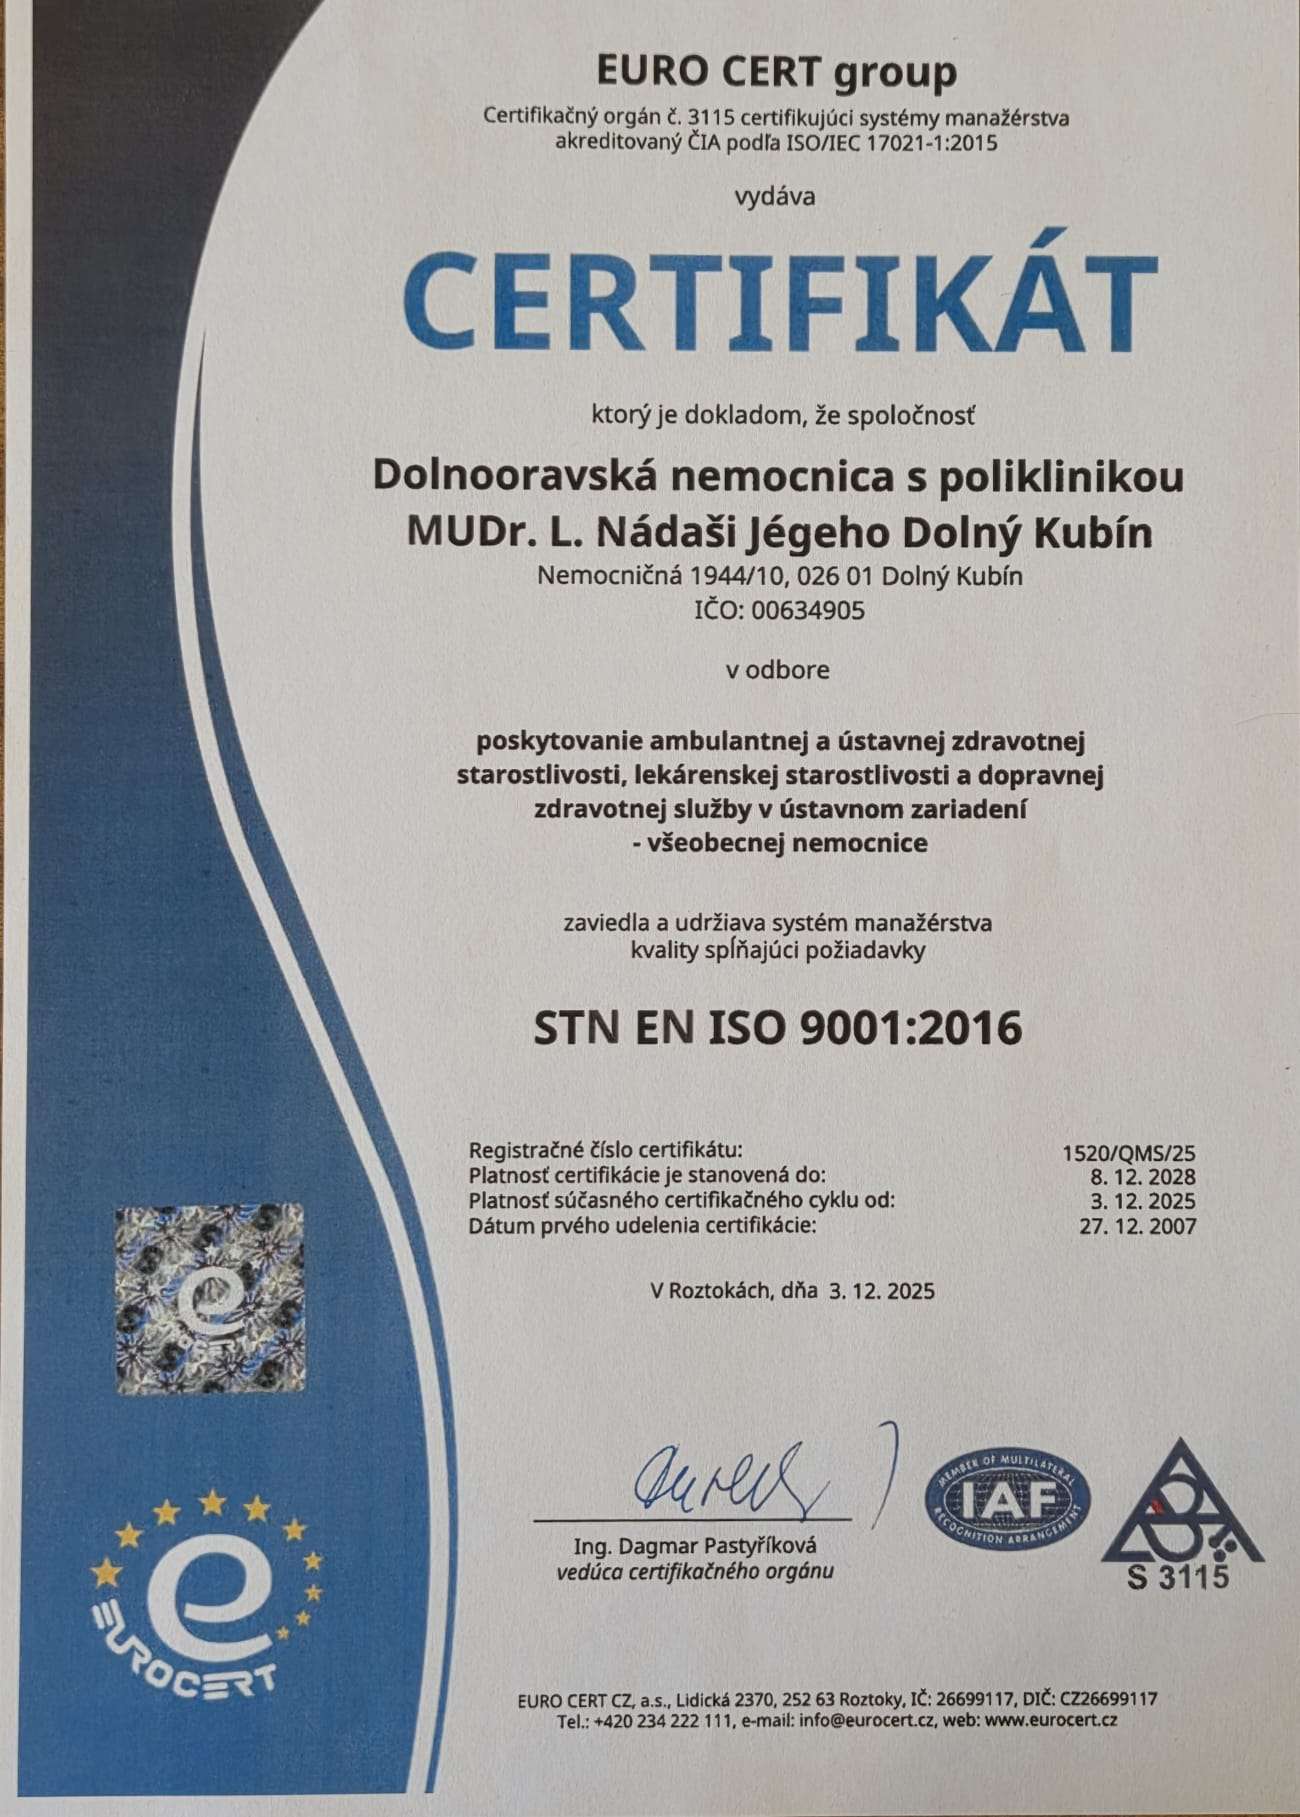 EURO CERT group
Certifikačný orgán č. 3115 certifikujúci systémy manažérstva
akreditovaný ČIA podľa ISO/IEC 17021-1:2015
vydáva
CERTIFIKÁT
ktorý je dokladom, že spoločnosť
Dolnooravská nemocnica s poliklinikou
MUDr. L. Nádaši Jégeho Dolný Kubín
Nemocničná 1944/10, 026 01 Dolný Kubín
IČO: 00634905
v odbore
poskytovanie ambulantnej a ústavnej zdravotnej
starostlivosti, lekárenskej starostlivosti a dopravnej
zdravotnej služby v ústavnom zariadení
- všeobecnej nemocnice
zaviedla a udržiava systém manažérstva
kvality spĺňajúci požiadavky
STN EN ISO 9001:2016
Registračné číslo certifikátu: 1520/QMS/25
Platnosť certifikácie je stanovená do: 8. 12. 2028
Platnosť súčasného certifikačného cyklu od: 3. 12. 2025
Dátum prvého udelenia certifikácie: 27. 12. 2007
V Roztokách, dňa 3. 12. 2025
Ing. Dagmar Pastyříková
vedúca certifikačného orgánu
MEMBER OF MULTILATERAL
IAF
RECOGNITION ARRANGEMENT
S 3115
e
EUROCERT
EURO CERT CZ, a.s., Lidická 2370, 252 63 Roztoky, IČ: 26699117, DIČ: CZ26699117
Tel.: +420 234 222 111, e-mail: info@eurocert.cz, web: www.eurocert.cz